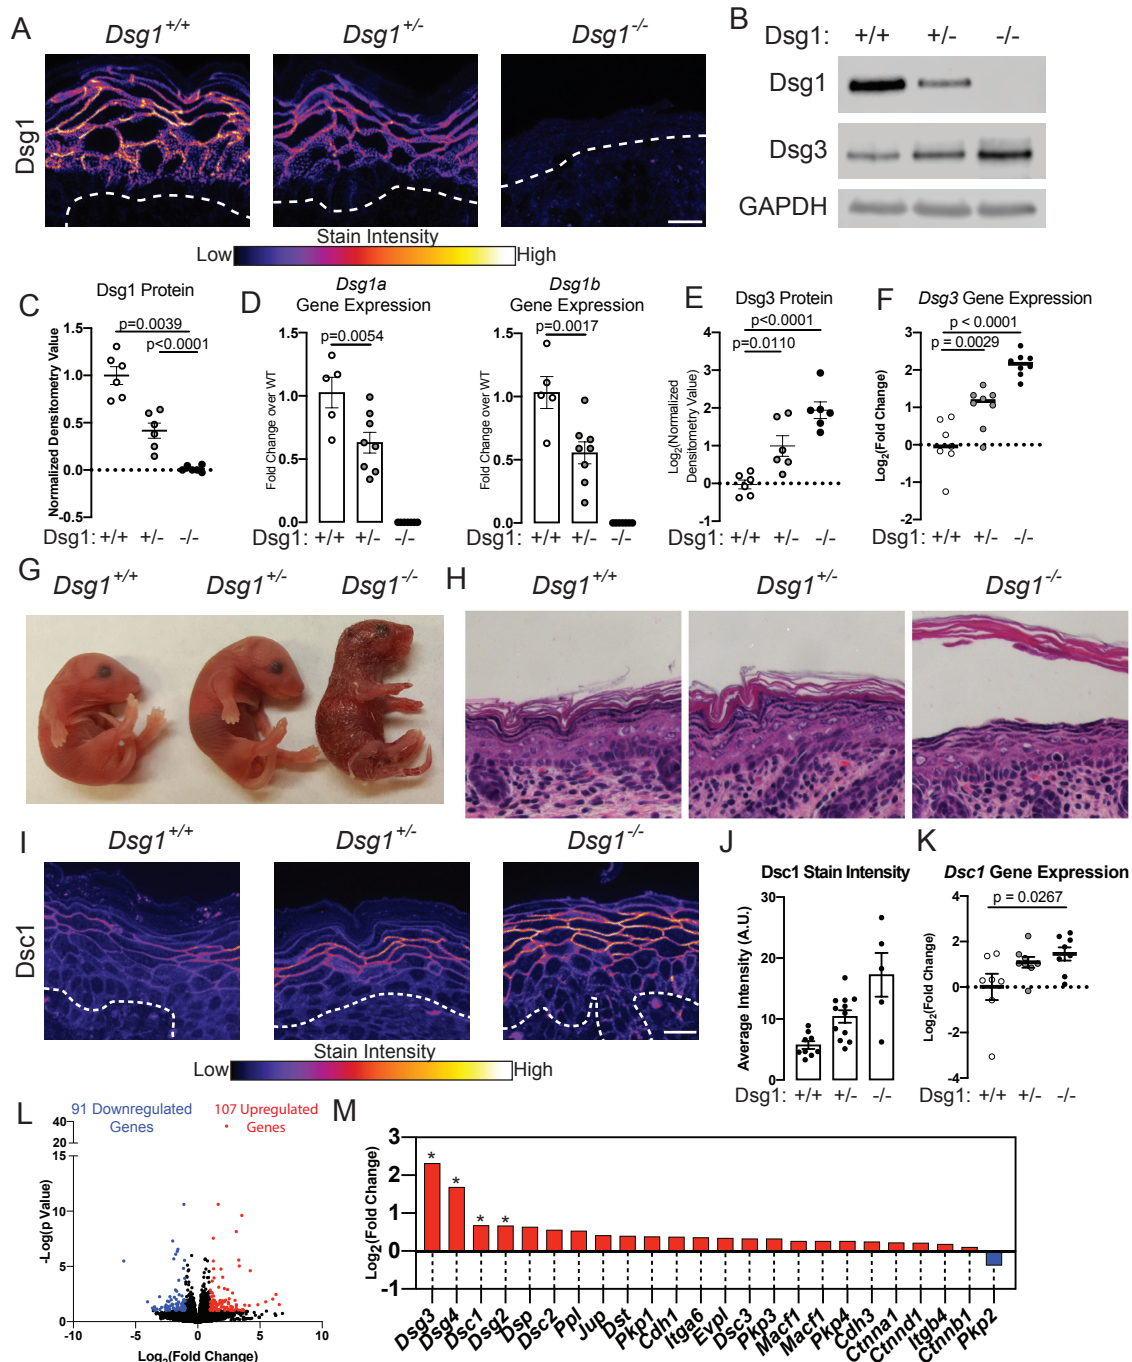 A
Dsg1+/+
Dsg1+/-
Dsg1-/-
Dsg1
Stain Intensity
Low
High
B
Dsg1: +/+ +/- -/-
Dsg1
Dsg3
GAPDH
C
Dsg1 Protein
Normalized Densitometry Value
1.5
1.0
0.5
0.0
-0.5
p=0.0039
p<0.0001
Dsg1: +/+ +/- -/-
D
Dsg1a
Gene Expression
Fold Change over WT
1.5
1.0
0.5
0.0
p=0.0054
Dsg1: +/+ +/- -/-
Dsg1b
Gene Expression
Fold Change over WT
1.5
1.0
0.5
0.0
p=0.0017
+/+ +/- -/-
E
Dsg3 Protein
Log2(Normalized
Densitometry Value)
4
3
2
1
0
-1
p<0.0001
p=0.0110
Dsg1: +/+ +/- -/-
F
Dsg3 Gene Expression
Log2(Fold Change)
3
2
1
0
-1
-2
p < 0.0001
p = 0.0029
Dsg1: +/+ +/- -/-
G
Dsg1+/+
Dsg1+/-
Dsg1-/-
H
Dsg1+/+
Dsg1+/-
Dsg1-/-
I
Dsg1+/+
Dsg1+/-
Dsg1-/-
Dsc1
Stain Intensity
Low
High
J
Dsc1 Stain Intensity
Average Intensity (A.U.)
30
20
10
0
Dsg1: +/+ +/- -/-
K
Dsc1 Gene Expression
Log2(Fold Change)
4
2
0
-2
-4
p = 0.0267
Dsg1: +/+ +/- -/-
L
91 Downregulated
Genes
107 Upregulated
Genes
-Log(p Value)
40
20
15
10
5
0
-10 -5 0 5 10
Log2(Fold Change)
M
Log2(Fold Change)
3
2
1
0
-1
* * * *
Dsg3
Dsg4
Dsc1
Dsg2
Dsp
Dsc2
Ppl
Jup
Dst
Pkp1
Cdh1
Itga6
Evpl
Dsc3
Pkp3
Macf1
Macf1
Pkp4
Cdh3
Ctnna1
Ctnnd1
Itgb4
Ctnnb1
Pkp2